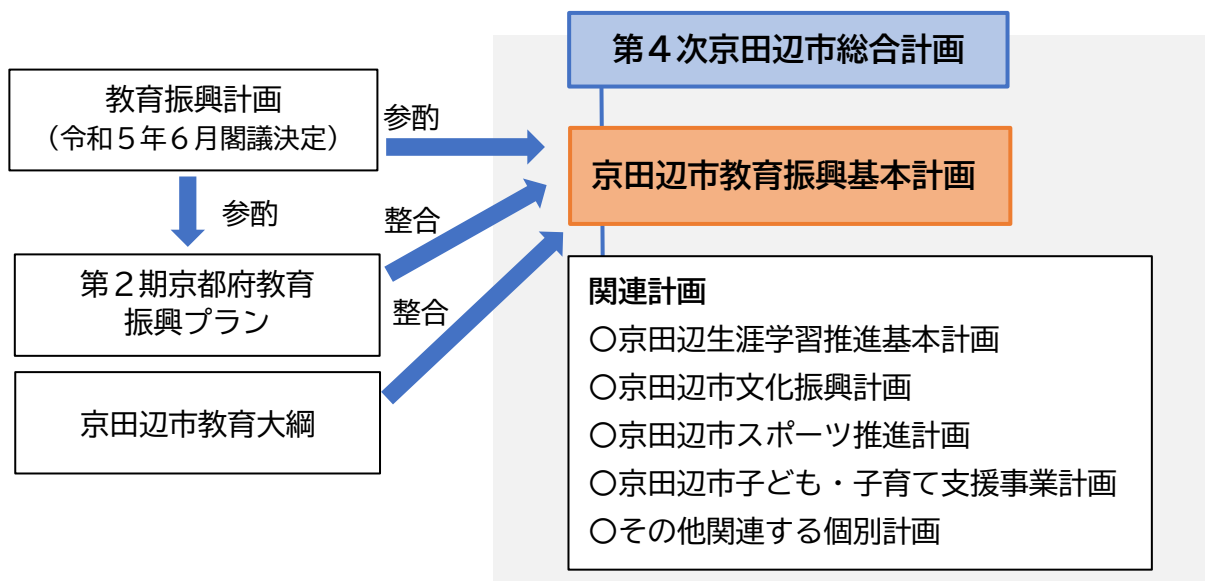 第４次京田辺市総合計画
教育振興計画
（令和５年６月閣議決定）
参酌
京田辺市教育振興基本計画
参酌
整合
第２期京都府教育
振興プラン
整合
京田辺市教育大綱
関連計画
〇京田辺生涯学習推進基本計画
〇京田辺市文化振興計画
〇京田辺市スポーツ推進計画
〇京田辺市子ども・子育て支援事業計画
〇その他関連する個別計画